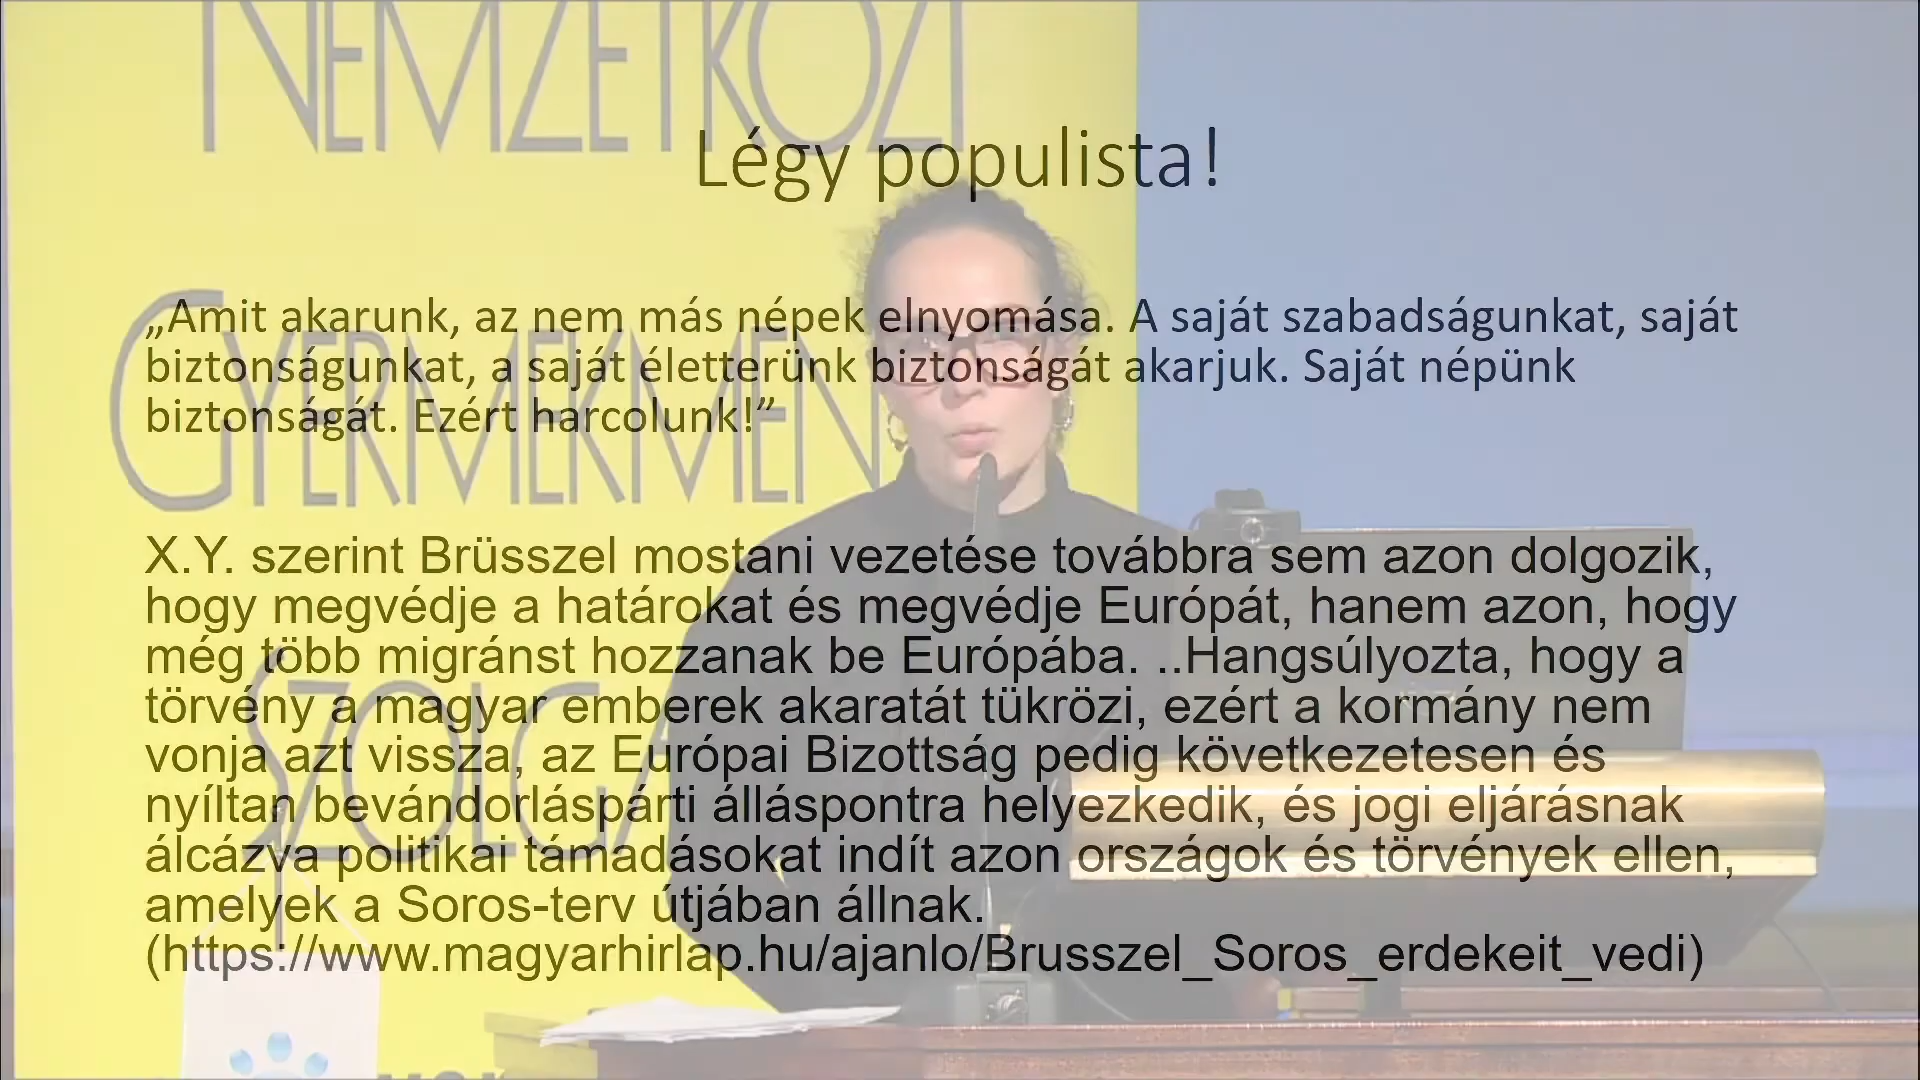 NEMZETKÖZI
Légy populista!
„Amit akarunk, az nem más népek elnyomása. A saját szabadságunkat, saját
biztonságunkat, a saját életterünk biztonságát akarjuk. Saját népünk
biztonságát. Ezért harcolunk!”
GYERMEKMEN
X.Y. szerint Brüsszel mostani vezetése továbbra sem azon dolgozik,
hogy megvédje a határokat és megvédje Európát, hanem azon, hogy
még több migránst hozzanak be Európába. ..Hangsúlyozta, hogy a
törvény a magyar emberek akaratát tükrözi, ezért a kormány nem
vonja azt vissza, az Európai Bizottság pedig következetesen és
nyíltan bevándorláspárti álláspontra helyezkedik, és jogi eljárásnak
álcázva politikai támadásokat indít azon országok és törvények ellen,
amelyek a Soros-terv útjában állnak.
(https://www.magyarhirlap.hu/ajanlo/Brusszel_Soros_erdekeit_vedi)
SZOLGÁ